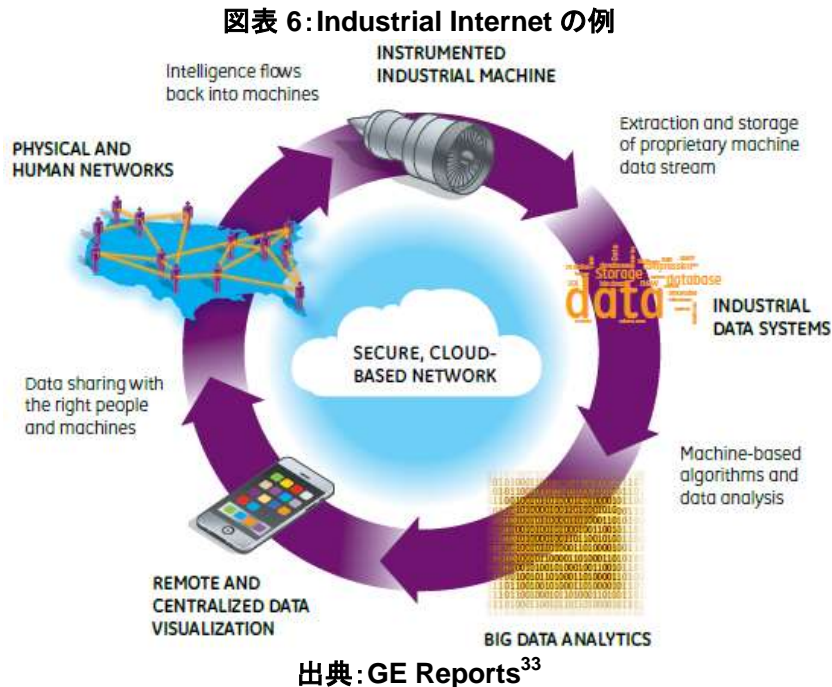 図表 6:Industrial Internet の例
INSTRUMENTED
INDUSTRIAL MACHINE
Intelligence flows
back into machines
Extraction and storage
of proprietary machine
data stream
PHYSICAL AND
HUMAN NETWORKS
storage
database
data
INDUSTRIAL
DATA SYSTEMS
SECURE, CLOUD-
BASED NETWORK
Data sharing with
the right people
and machines
Machine-based
algorithms and
data analysis
REMOTE AND
CENTRALIZED DATA
VISUALIZATION
BIG DATA ANALYTICS
出典:GE Reports33